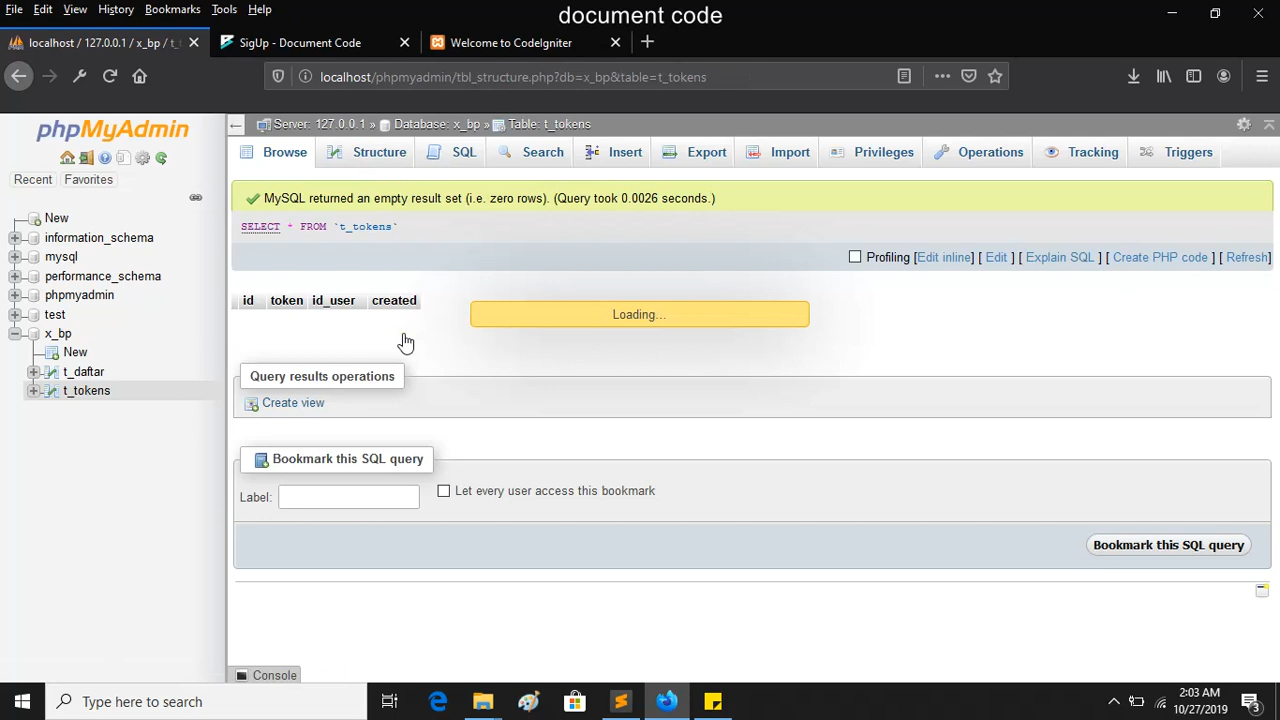 document code
File Edit View History Bookmarks Tools Help
localhost / 127.0.0.1 / x_bp / t_t
SigUp - Document Code
Welcome to CodeIgniter
localhost/phpmyadmin/tbl_structure.php?db=x_bp&table=t_tokens
phpMyAdmin
Recent Favorites
New
information_schema
mysql
performance_schema
phpmyadmin
test
x_bp
New
t_daftar
t_tokens
Server: 127.0.0.1 » Database: x_bp » Table: t_tokens
Browse Structure SQL Search Insert Export Import Privileges Operations Tracking Triggers
MySQL returned an empty result set (i.e. zero rows). (Query took 0.0026 seconds.)
SELECT * FROM `t_tokens`
Profiling [Edit inline] [ Edit ] [ Explain SQL ] [ Create PHP code ] [ Refresh]
id token id_user created
Loading...
Query results operations
Create view
Bookmark this SQL query
Label: Let every user access this bookmark
Bookmark this SQL query
Console
Type here to search
2:03 AM
10/27/2019
3